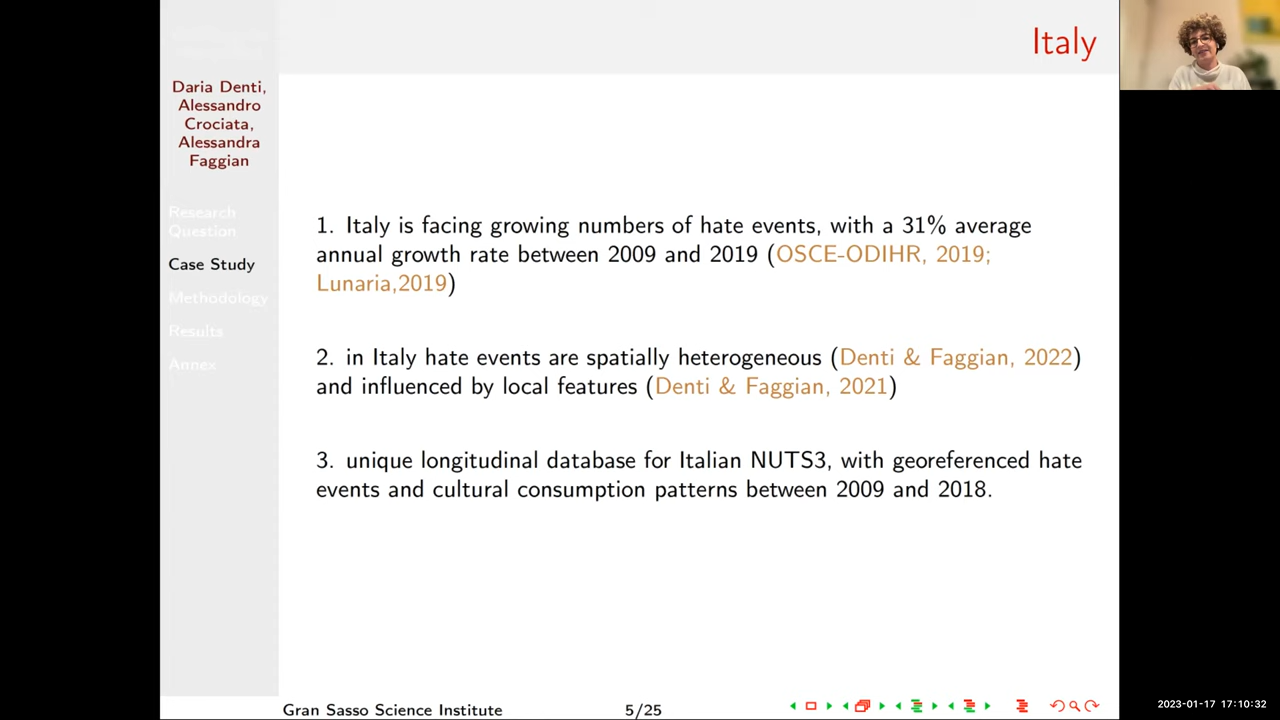 Italy
Daria Denti,
Alessandro
Crociata,
Alessandra
Faggian
Research
Question
Case Study
Methodology
Results
Annex
1. Italy is facing growing numbers of hate events, with a 31% average
annual growth rate between 2009 and 2019 (OSCE-ODIHR, 2019;
Lunaria,2019)
2. in Italy hate events are spatially heterogeneous (Denti & Faggian, 2022)
and influenced by local features (Denti & Faggian, 2021)
3. unique longitudinal database for Italian NUTS3, with georeferenced hate
events and cultural consumption patterns between 2009 and 2018.
Gran Sasso Science Institute
5/25
2023-01-17 17:10:32